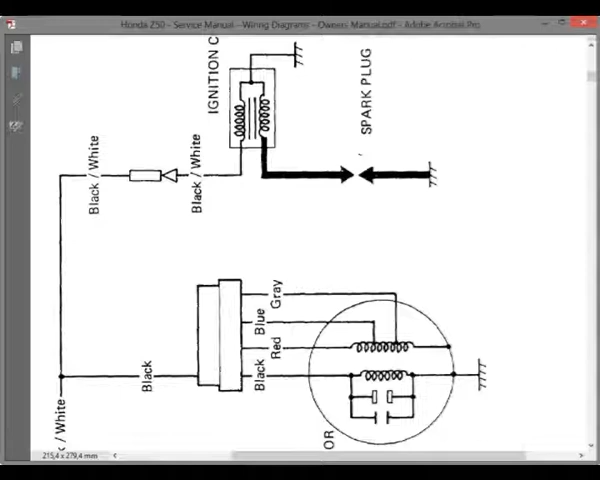 Honda Z50 - Service Manual - Wiring Diagrams - Owners Manual.pdf - Adobe Acrobat Pro
IGNITION C
SPARK PLUG
Black / White
Black / White
Gray
Blue
Red
Black
Black
/ White
OR
215,4 x 279,4 mm